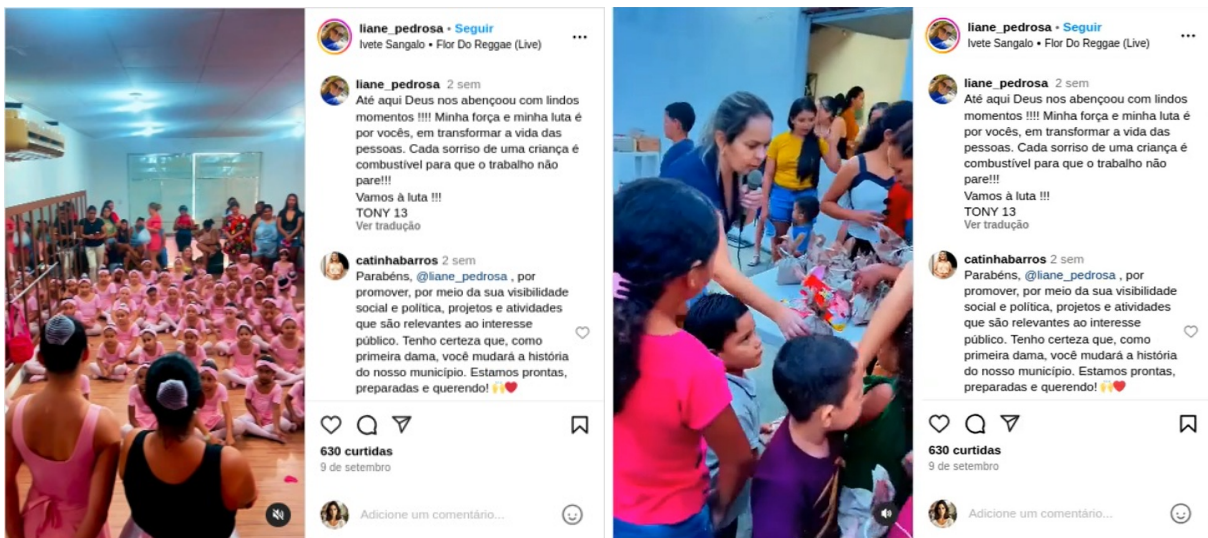 liane_pedrosa • Seguir
Ivete Sangalo • Flor Do Reggae (Live)
liane_pedrosa 2 sem
Até aqui Deus nos abençoou com lindos
momentos !!!! Minha força e minha luta é
por vocês, em transformar a vida das
pessoas. Cada sorriso de uma criança é
combustível para que o trabalho não
pare!!!
Vamos à luta !!!
TONY 13
Ver tradução
catinhabarros 2 sem
Parabéns, @liane_pedrosa , por
promover, por meio da sua visibilidade
social e política, projetos e atividades
que são relevantes ao interesse
público. Tenho certeza que, como
primeira dama, você mudará a história
do nosso município. Estamos prontas,
preparadas e querendo! 🙌❤️
630 curtidas
9 de setembro
Adicione um comentário...
liane_pedrosa • Seguir
Ivete Sangalo • Flor Do Reggae (Live)
liane_pedrosa 2 sem
Até aqui Deus nos abençoou com lindos
momentos !!!! Minha força e minha luta é
por vocês, em transformar a vida das
pessoas. Cada sorriso de uma criança é
combustível para que o trabalho não
pare!!!
Vamos à luta !!!
TONY 13
Ver tradução
catinhabarros 2 sem
Parabéns, @liane_pedrosa , por
promover, por meio da sua visibilidade
social e política, projetos e atividades
que são relevantes ao interesse
público. Tenho certeza que, como
primeira dama, você mudará a história
do nosso município. Estamos prontas,
preparadas e querendo! 🙌❤️
630 curtidas
9 de setembro
Adicione um comentário...